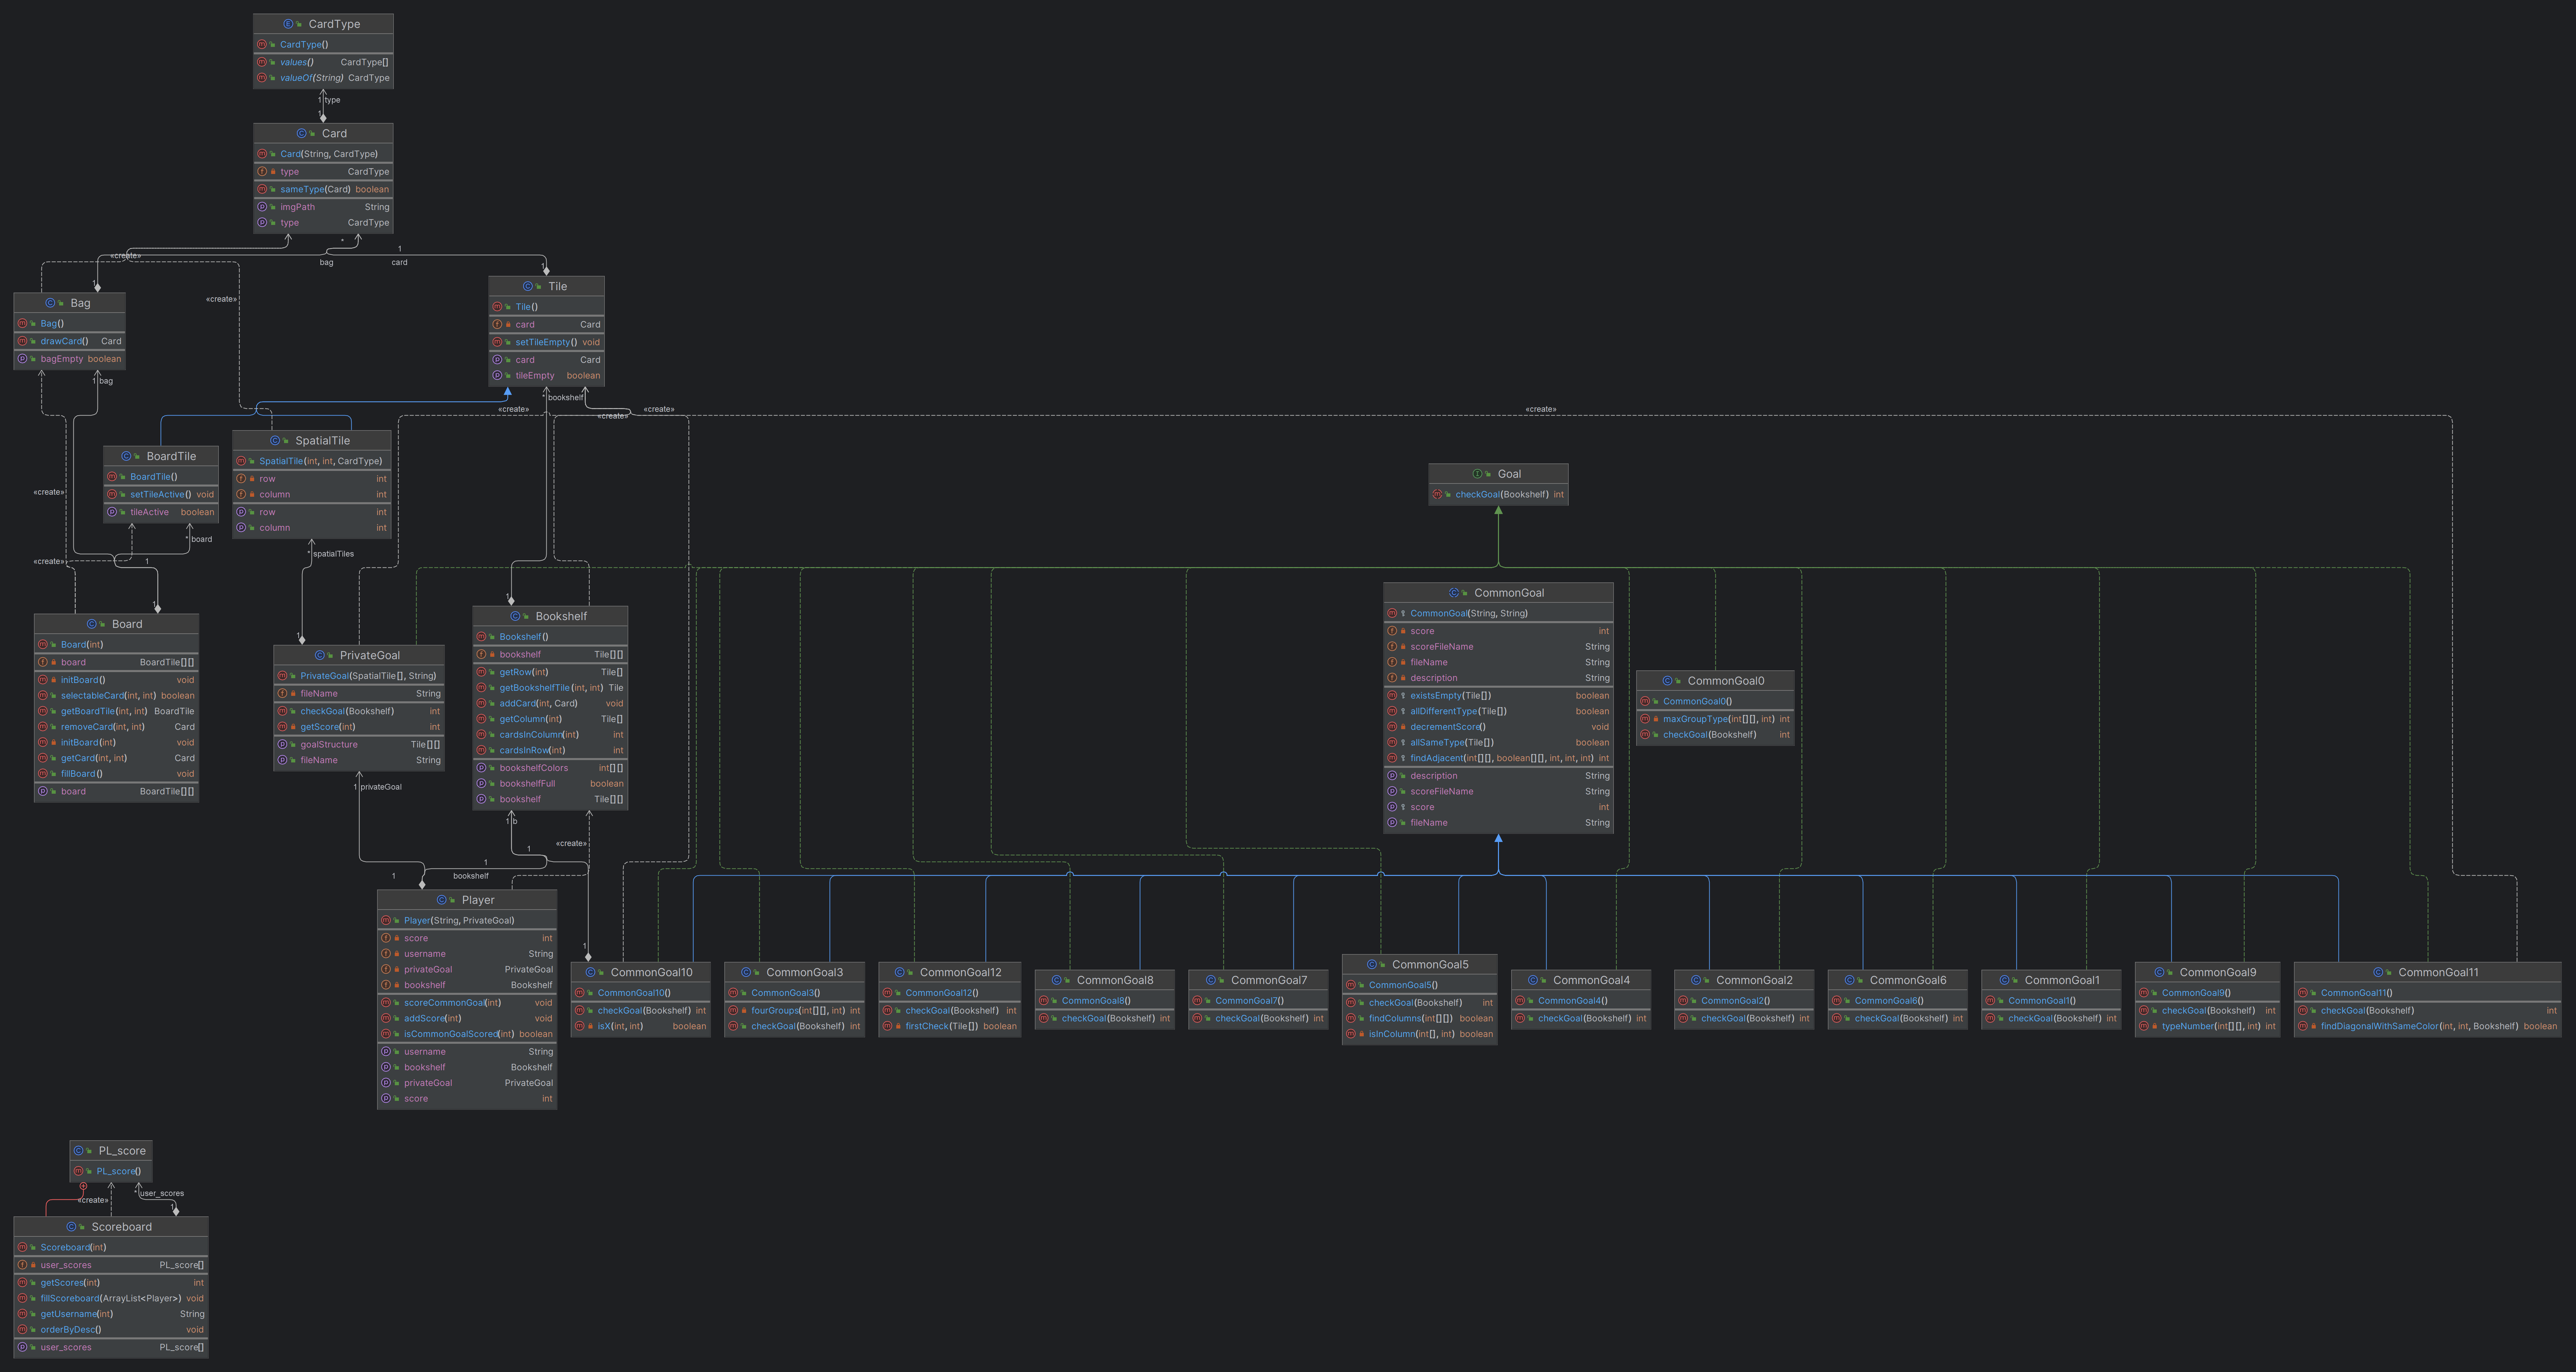 CardType
CardType()
values() CardType[]
valueOf(String) CardType
1 type
1
Card
Card(String, CardType)
type CardType
sameType(Card) boolean
imgPath String
type CardType
*
1
«create»
bag
card
1
1
«create»
Bag
Bag()
drawCard() Card
bagEmpty boolean
1 bag
Tile
Tile()
card Card
setTileEmpty() void
card Card
tileEmpty boolean
* bookshelf
«create»
«create»
«create»
«create»
BoardTile
BoardTile()
setTileActive() void
tileActive boolean
* board
SpatialTile
SpatialTile(int, int, CardType)
row int
column int
row int
column int
* spatialTiles
«create»
«create»
1
1
1
1
Goal
checkGoal(Bookshelf) int
Board
Board(int)
board BoardTile[][]
initBoard() void
selectableCard(int, int) boolean
getBoardTile(int, int) BoardTile
removeCard(int, int) Card
initBoard(int) void
getCard(int, int) Card
fillBoard() void
board BoardTile[][]
PrivateGoal
PrivateGoal(SpatialTile[], String)
fileName String
checkGoal(Bookshelf) int
getScore(int) int
goalStructure Tile[][]
fileName String
1 privateGoal
Bookshelf
Bookshelf()
bookshelf Tile[][]
getRow(int) Tile[]
getBookshelfTile(int, int) Tile
addCard(int, Card) void
getColumn(int) Tile[]
cardsInColumn(int) int
cardsInRow(int) int
bookshelfColors int[][]
bookshelfFull boolean
bookshelf Tile[][]
1 b
CommonGoal
CommonGoal(String, String)
score int
scoreFileName String
fileName String
description String
existsEmpty(Tile[]) boolean
allDifferentType(Tile[]) boolean
decrementScore() void
allSameType(Tile[]) boolean
findAdjacent(int[][], boolean[][], int, int, int) int
description String
scoreFileName String
score int
fileName String
CommonGoal0
CommonGoal0()
maxGroupType(int[][], int) int
checkGoal(Bookshelf) int
«create»
1
1
1
bookshelf
1
Player
Player(String, PrivateGoal)
score int
username String
privateGoal PrivateGoal
bookshelf Bookshelf
scoreCommonGoal(int) void
addScore(int) void
isCommonGoalScored(int) boolean
username String
bookshelf Bookshelf
privateGoal PrivateGoal
score int
CommonGoal10
CommonGoal10()
checkGoal(Bookshelf) int
isX(int, int) boolean
CommonGoal3
CommonGoal3()
fourGroups(int[][], int) int
checkGoal(Bookshelf) int
CommonGoal12
CommonGoal12()
checkGoal(Bookshelf) int
firstCheck(Tile[]) boolean
CommonGoal8
CommonGoal8()
checkGoal(Bookshelf) int
CommonGoal7
CommonGoal7()
checkGoal(Bookshelf) int
CommonGoal5
CommonGoal5()
checkGoal(Bookshelf) int
findColumns(int[][]) boolean
isInColumn(int[], int) boolean
CommonGoal4
CommonGoal4()
checkGoal(Bookshelf) int
CommonGoal2
CommonGoal2()
checkGoal(Bookshelf) int
CommonGoal6
CommonGoal6()
checkGoal(Bookshelf) int
CommonGoal1
CommonGoal1()
checkGoal(Bookshelf) int
CommonGoal9
CommonGoal9()
checkGoal(Bookshelf) int
typeNumber(int[][], int) int
CommonGoal11
CommonGoal11()
checkGoal(Bookshelf) int
findDiagonalWithSameColor(int, int, Bookshelf) boolean
PL_score
PL_score()
«create»
* user_scores
1
Scoreboard
Scoreboard(int)
user_scores PL_score[]
getScores(int) int
fillScoreboard(ArrayList<Player>) void
getUsername(int) String
orderByDesc() void
user_scores PL_score[]